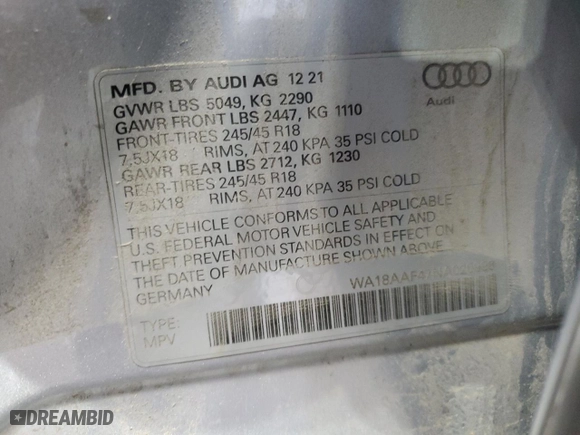 MFD. BY AUDI AG 12 21
GVWR LBS 5049, KG 2290
GAWR FRONT LBS 2447, KG 1110
FRONT-TIRES 245/45 R18
7,5JX18 RIMS, AT 240 KPA 35 PSI COLD
GAWR REAR LBS 2712, KG 1230
REAR-TIRES 245/45 R18
7,5JX18 RIMS, AT 240 KPA 35 PSI COLD
THIS VEHICLE CONFORMS TO ALL APPLICABLE
U.S. FEDERAL MOTOR VEHICLE SAFETY AND
THEFT PREVENTION STANDARDS IN EFFECT ON
THE DATE OF MANUFACTURE SHOWN ABOVE
GERMANY
TYPE:
MPV
Audi
DREAMBID